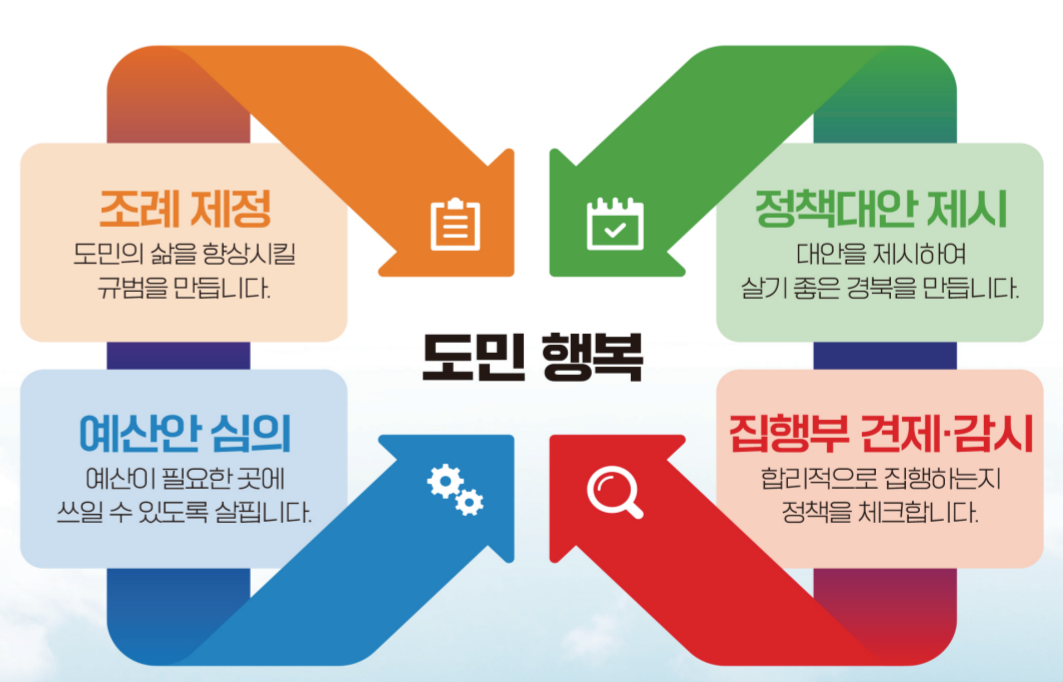 조례 제정
도민의 삶을 향상시킬
규범을 만듭니다.
정책대안 제시
대안을 제시하여
살기 좋은 경북을 만듭니다.
도민 행복
예산안 심의
예산이 필요한 곳에
쓰일 수 있도록 살핍니다.
집행부 견제·감시
합리적으로 집행하는지
정책을 체크합니다.